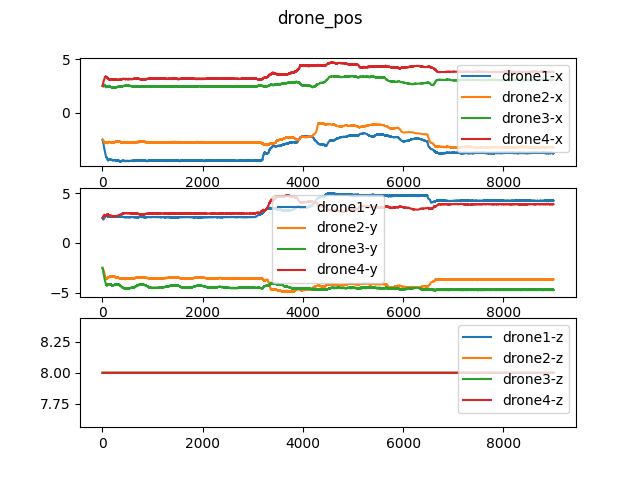 drone_pos
5
0
drone1-x
drone2-x
drone3-x
drone4-x
0 2000 4000 6000 8000
5
0
−5
drone1-y
drone2-y
drone3-y
drone4-y
0 2000 4000 6000 8000
8.25
8.00
7.75
drone1-z
drone2-z
drone3-z
drone4-z
0 2000 4000 6000 8000